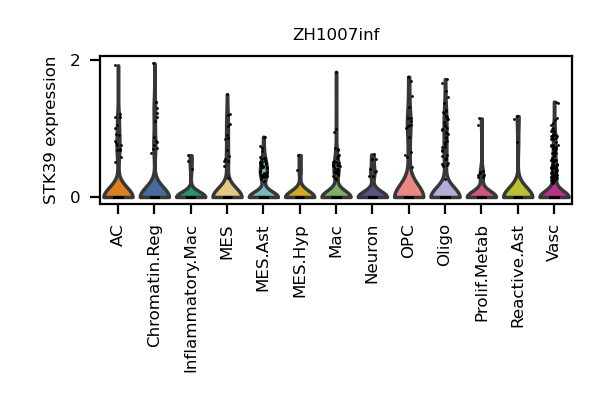 ZH1007inf
STK39 expression
2
0
AC
Chromatin.Reg
Inflammatory.Mac
MES
MES.Ast
MES.Hyp
Mac
Neuron
OPC
Oligo
Prolif.Metab
Reactive.Ast
Vasc